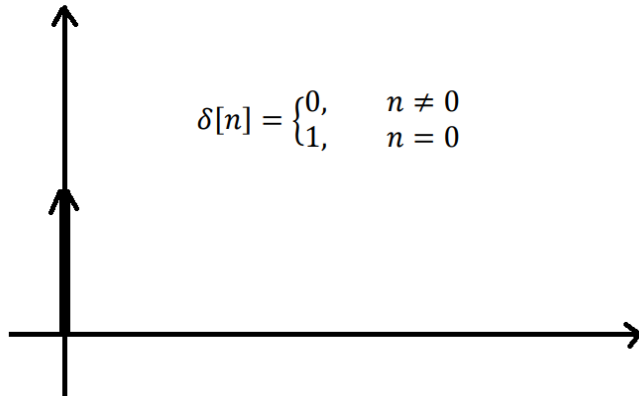 δ[n] = {0, n ≠ 0
1, n = 0